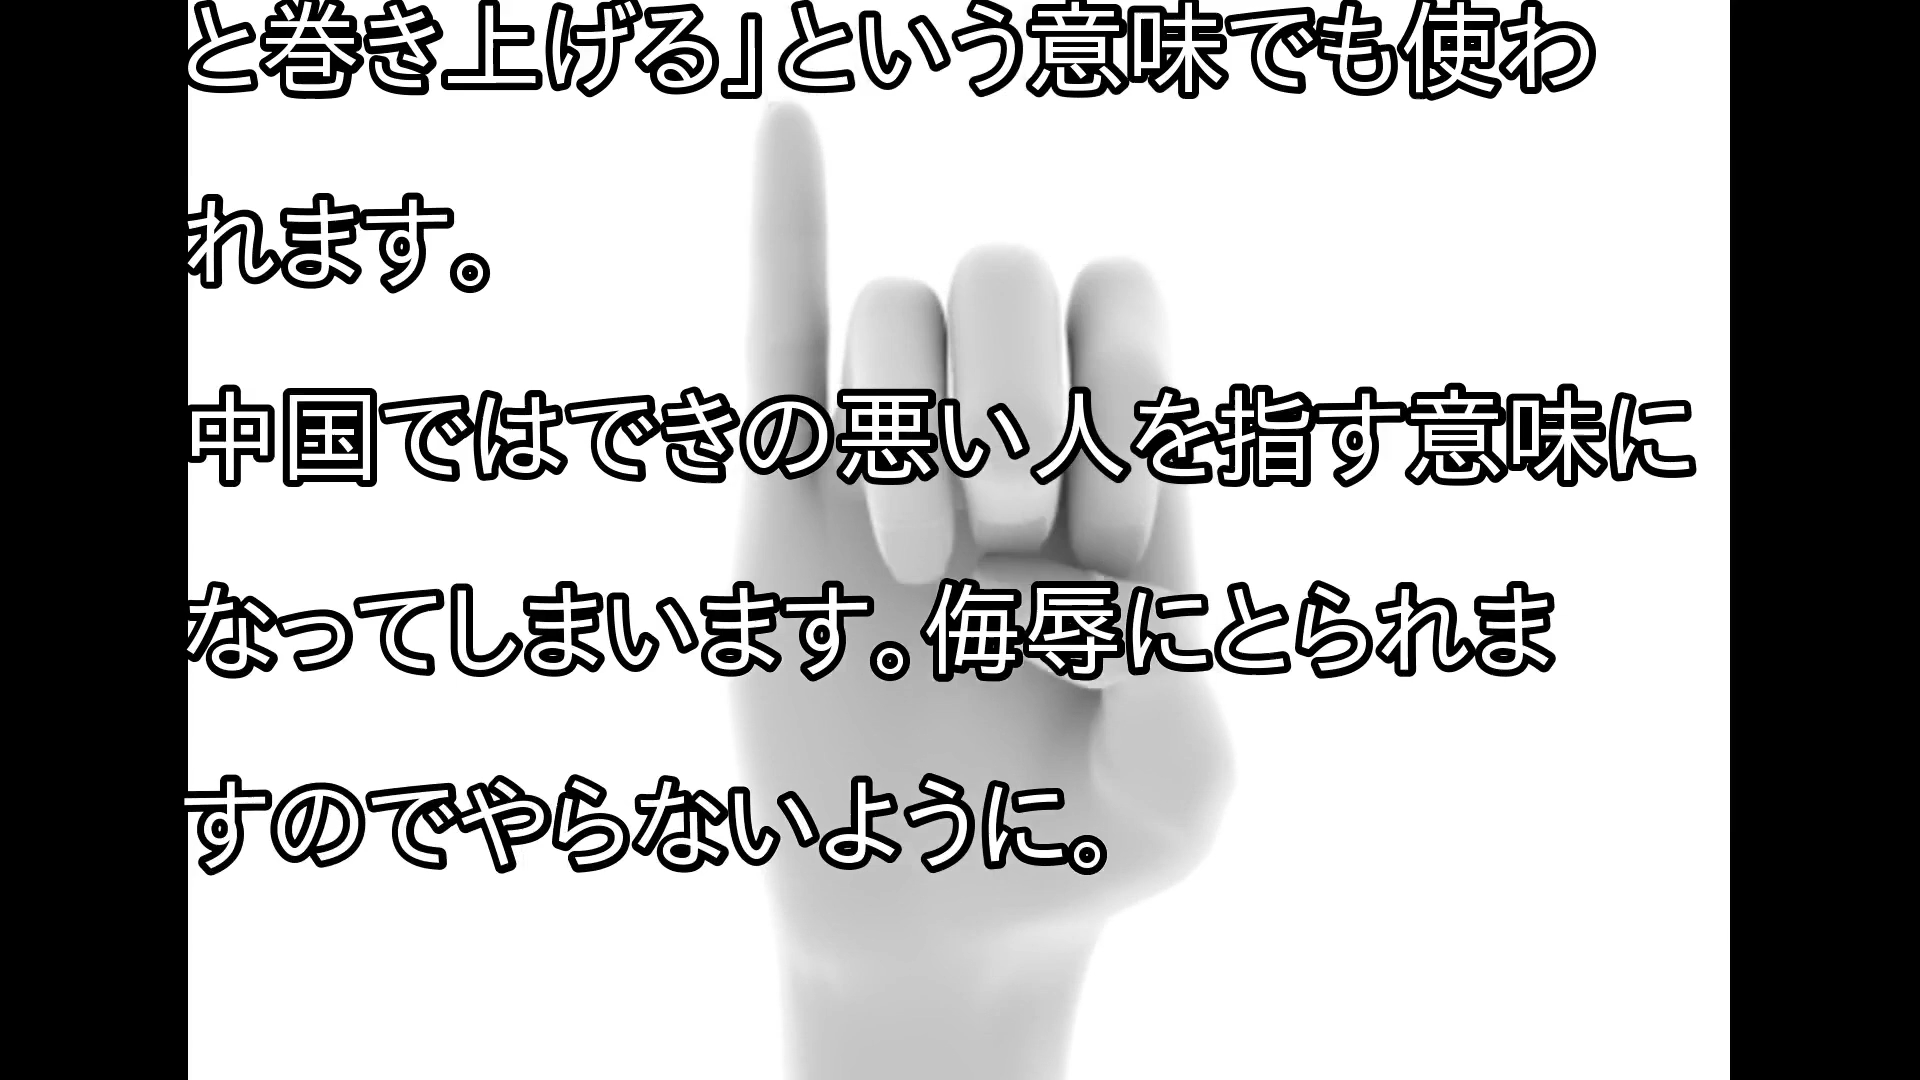 と巻き上げる」という意味でも使わ
れます。
中国ではできの悪い人を指す意味に
なってしまいます。侮辱にとられま
すのでやらないように。